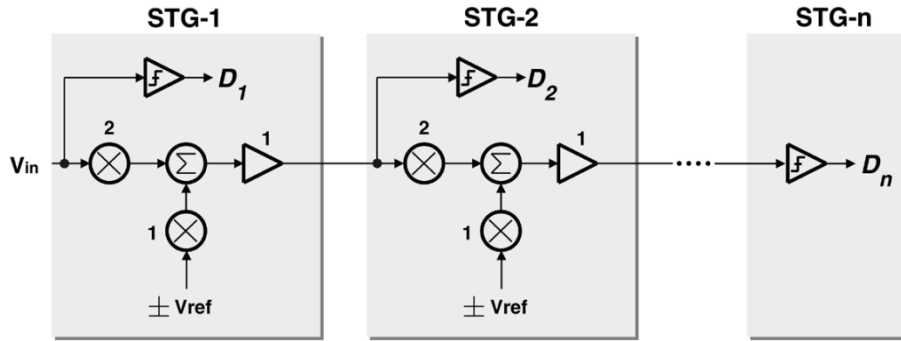 STG-1 STG-2 STG-n
D1 D2
2 1 2 1
Vin Σ Σ •••• Dn
1 1
± Vref ± Vref